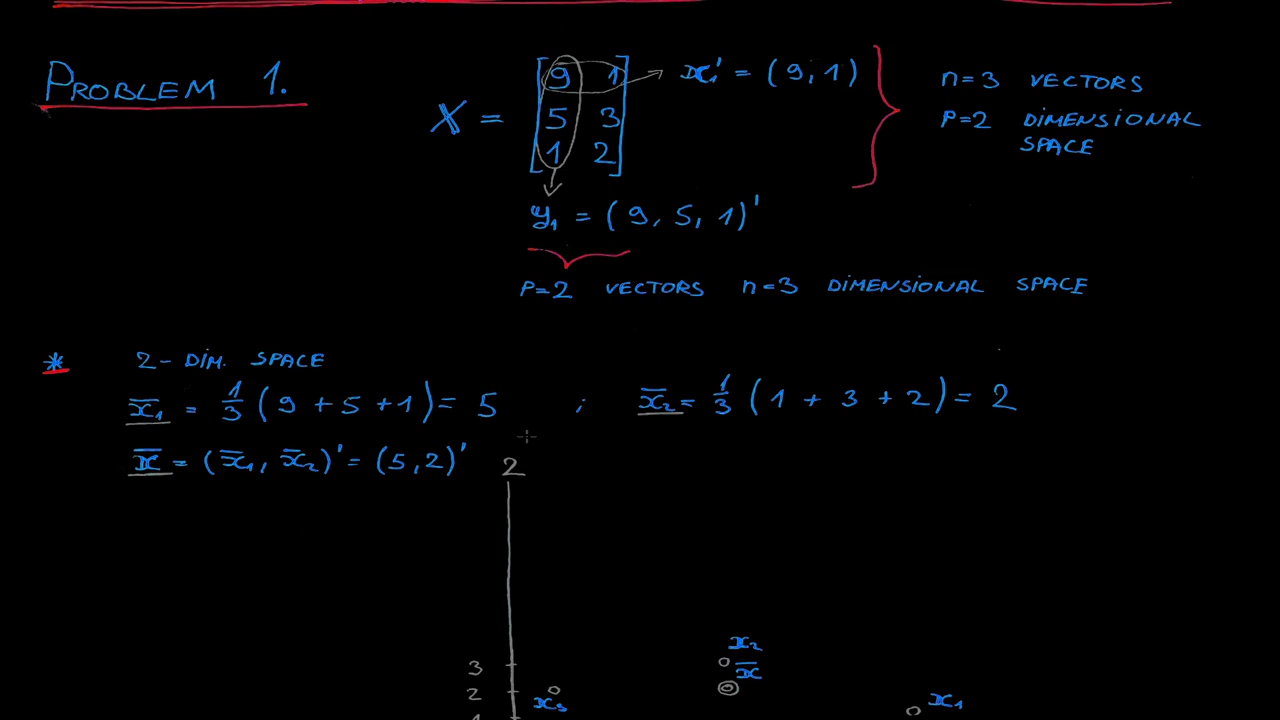 PROBLEM 1.
X = [9 1
5 3
1 2]
x₁' = (9, 1)
n=3 VECTORS
P=2 DIMENSIONAL
SPACE
y₁ = (9, 5, 1)'
P=2 VECTORS n=3 DIMENSIONAL SPACE
* 2-DIM. SPACE
x̄₁ = 1/3 (9 + 5 + 1) = 5 ; x̄₂ = 1/3 (1 + 3 + 2) = 2
x̄ = (x̄₁, x̄₂)' = (5, 2)'
2
x₂
3
x̄
2
x₃
x₁